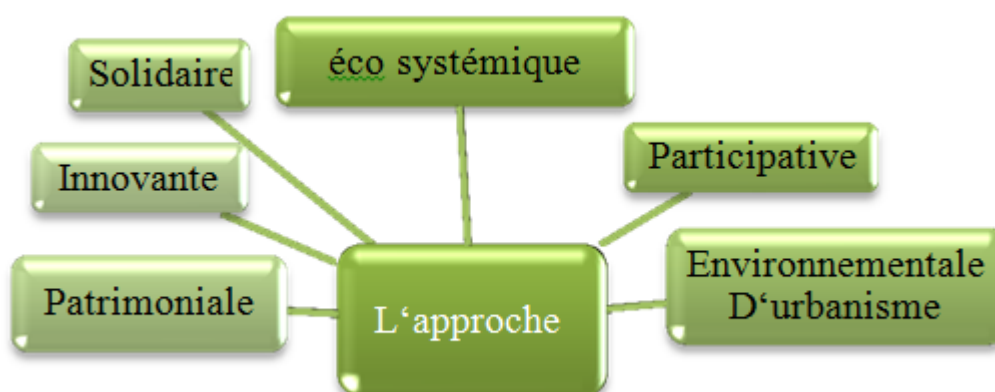 Solidaire
éco systémique
Innovante
Participative
Patrimoniale
L‘approche
Environnementale
D‘urbanisme